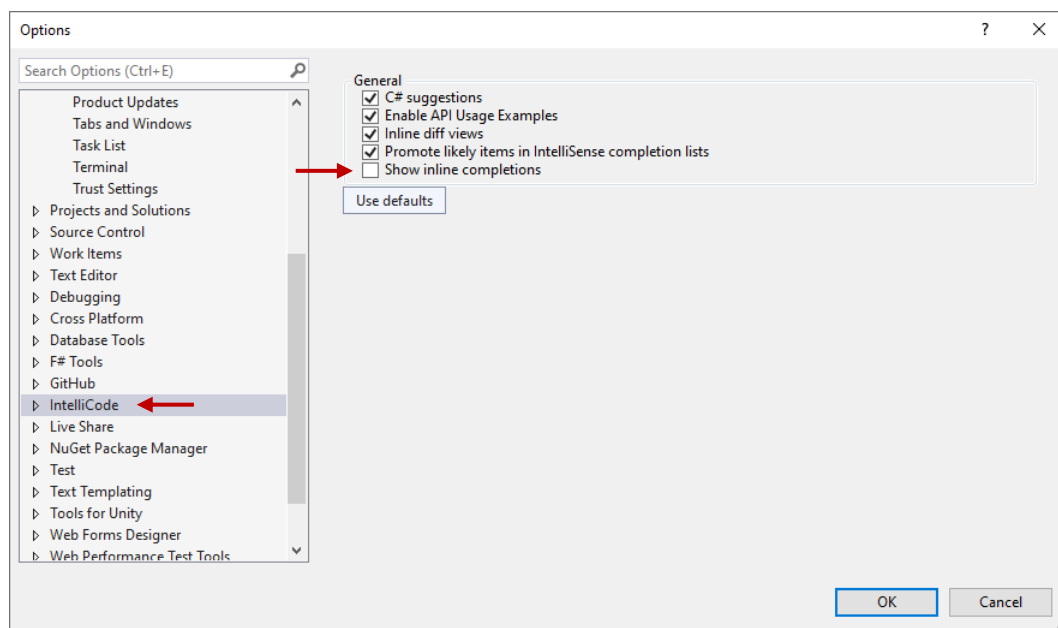 Options
?
Search Options (Ctrl+E)
Product Updates
Tabs and Windows
Task List
Terminal
Trust Settings
Projects and Solutions
Source Control
Work Items
Text Editor
Debugging
Cross Platform
Database Tools
F# Tools
GitHub
IntelliCode
Live Share
NuGet Package Manager
Test
Text Templating
Tools for Unity
Web Forms Designer
Web Performance Test Tools
General
C# suggestions
Enable API Usage Examples
Inline diff views
Promote likely items in IntelliSense completion lists
Show inline completions
Use defaults
OK
Cancel